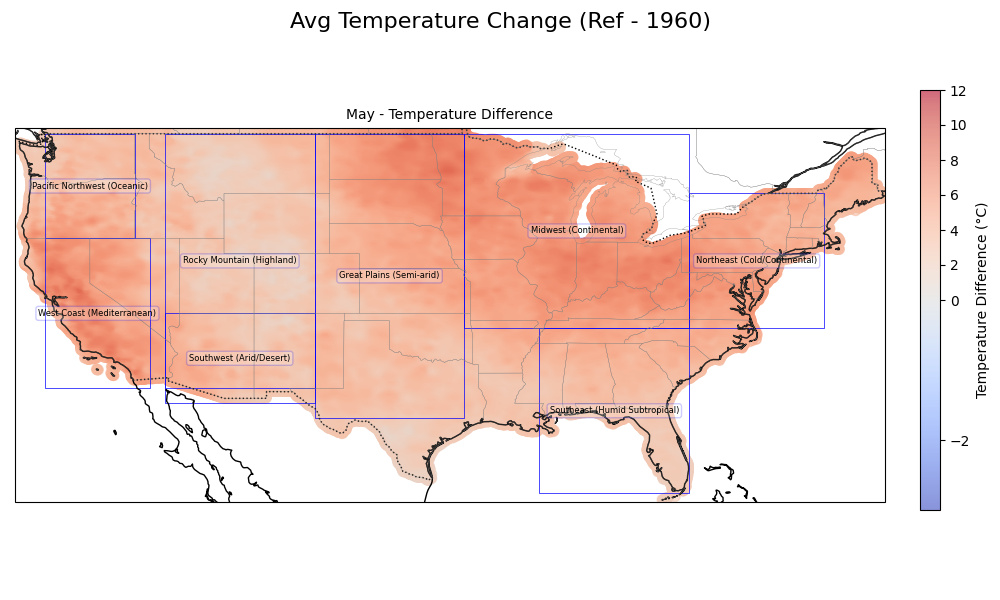 Avg Temperature Change (Ref - 1960)
May - Temperature Difference
Pacific Northwest (Oceanic)
Rocky Mountain (Highland)
Great Plains (Semi-arid)
Midwest (Continental)
Northeast (Cold/Continental)
West Coast (Mediterranean)
Southwest (Arid/Desert)
Southeast (Humid Subtropical)
12
10
8
6
4
2
0
−2
Temperature Difference (°C)